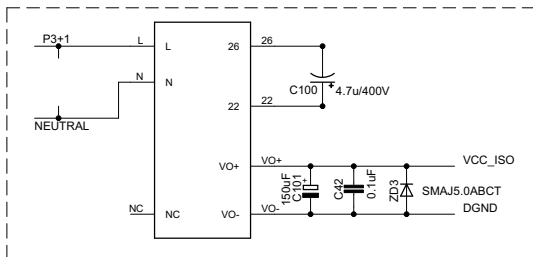 P3+1
L
L
26
26
N
N
C100
4.7u/400V
22
22
NEUTRAL
VO+
VO+
VCC_ISO
150uF
C101
+
C42
0.1uF
ZD3
SMAJ5.0ABCT
NC
NC
VO-
VO-
DGND